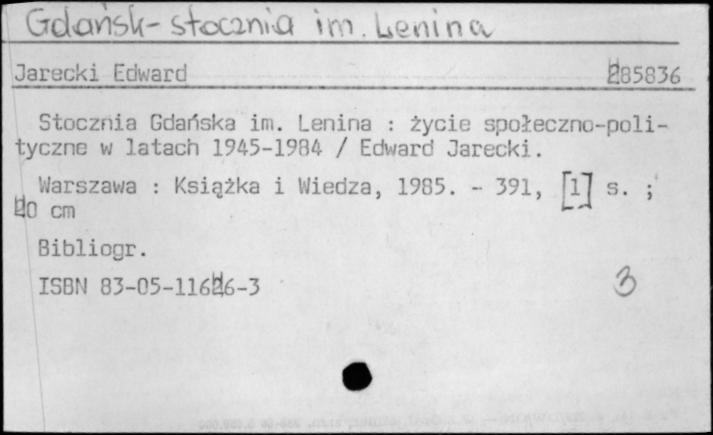 Gdańsk - stocznia im. Lenina
Jarecki Edward 285836
Stocznia Gdańska im. Lenina : życie społeczno-poli-
tyczne w latach 1945-1984 / Edward Jarecki.
Warszawa : Książka i Wiedza, 1985. - 391, [1] s. ;
20 cm
Bibliogr.
ISBN 83-05-11626-3
3